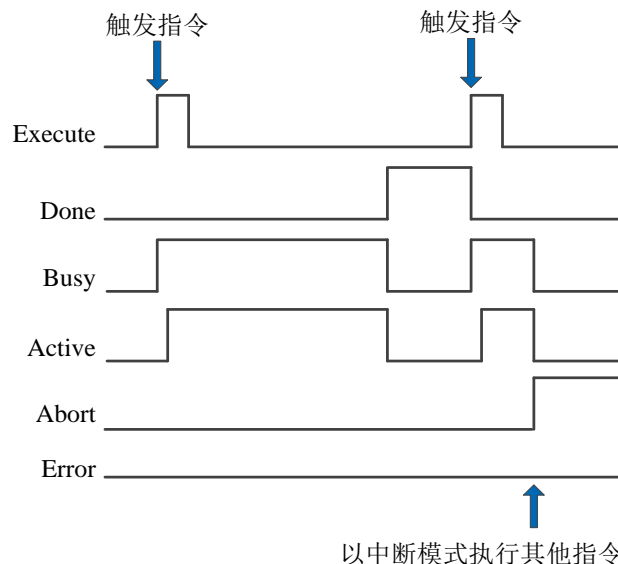 触发指令 触发指令
Execute
Done
Busy
Active
Abort
Error
以中断模式执行其他指令